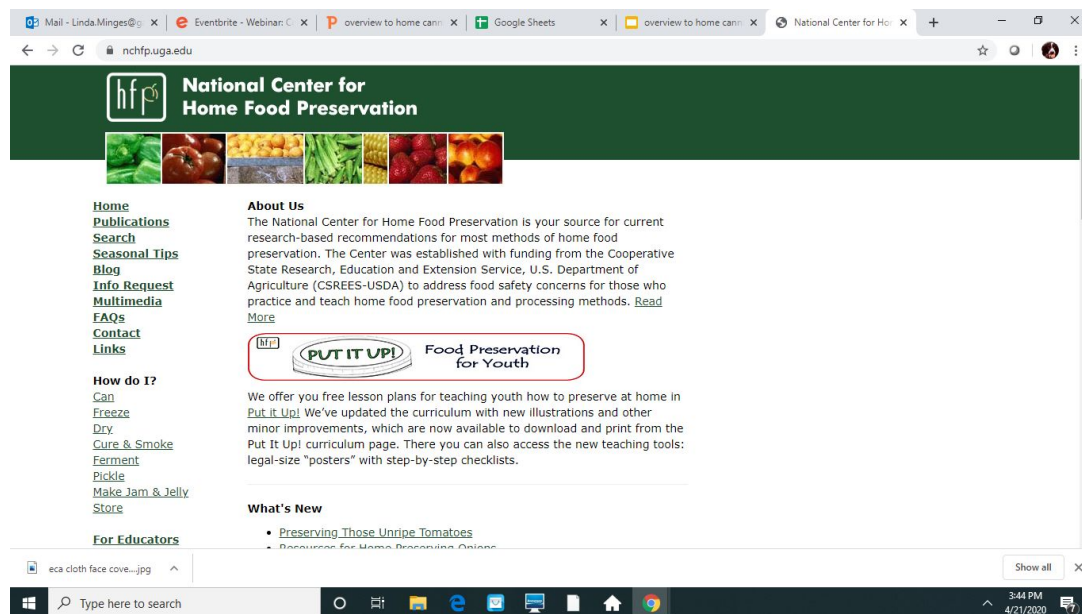 Mail - Linda.Minges@g
Eventbrite - Webinar: C
overview to home cann
Google Sheets
overview to home cann
National Center for Hom
nchfp.uga.edu
hfp
National Center for
Home Food Preservation
Home
Publications
Search
Seasonal Tips
Blog
Info Request
Multimedia
FAQs
Contact
Links
How do I?
Can
Freeze
Dry
Cure & Smoke
Ferment
Pickle
Make Jam & Jelly
Store
For Educators
About Us
The National Center for Home Food Preservation is your source for current
research-based recommendations for most methods of home food
preservation. The Center was established with funding from the Cooperative
State Research, Education and Extension Service, U.S. Department of
Agriculture (CSREES-USDA) to address food safety concerns for those who
practice and teach home food preservation and processing methods. Read
More
hfp
PUT IT UP!
Food Preservation
for Youth
We offer you free lesson plans for teaching youth how to preserve at home in
Put it Up! We've updated the curriculum with new illustrations and other
minor improvements, which are now available to download and print from the
Put It Up! curriculum page. There you can also access the new teaching tools:
legal-size “posters” with step-by-step checklists.
What's New
• Preserving Those Unripe Tomatoes
• Resources for Home Preserving Onions
eca cloth face cove....jpg
Show all
Type here to search
3:44 PM
4/21/2020